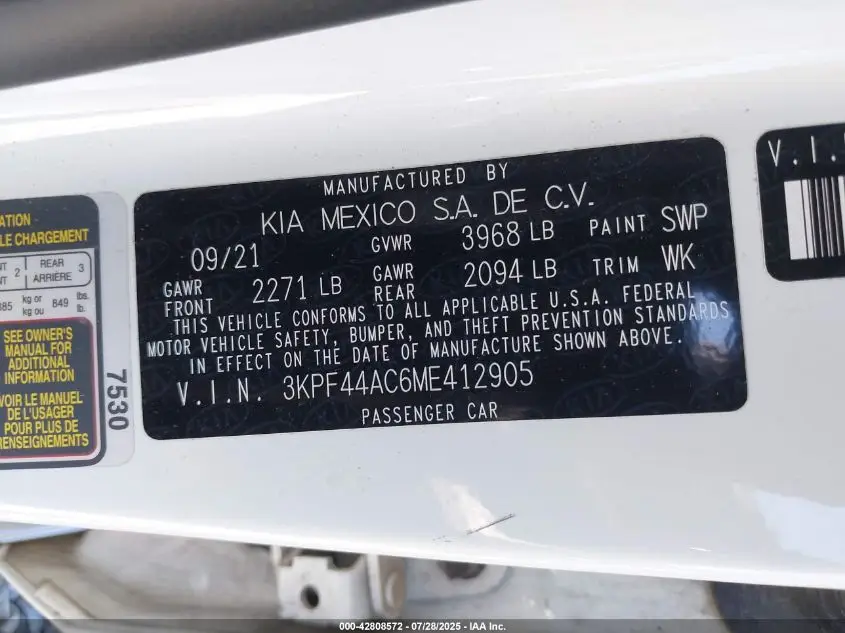 MANUFACTURED BY
KIA MEXICO S.A. DE C.V.
09/21 GVWR 3968 LB PAINT SWP
GAWR FRONT 2271 LB GAWR REAR 2094 LB TRIM WK
THIS VEHICLE CONFORMS TO ALL APPLICABLE U.S.A. FEDERAL
MOTOR VEHICLE SAFETY, BUMPER, AND THEFT PREVENTION STANDARDS
IN EFFECT ON THE DATE OF MANUFACTURE SHOWN ABOVE.
V.I.N. 3KPF44AC6ME412905
PASSENGER CAR
LE CHARGEMENT
2 REAR ARRIÈRE 3
kg or kg ou 849 lbs. lb.
SEE OWNER'S
MANUAL FOR
ADDITIONAL
INFORMATION
VOIR LE MANUEL
DE L'USAGER
POUR PLUS DE
RENSEIGNEMENTS
7530
V.I.
000-42808572 | 07/28/2025 - IAA Inc.